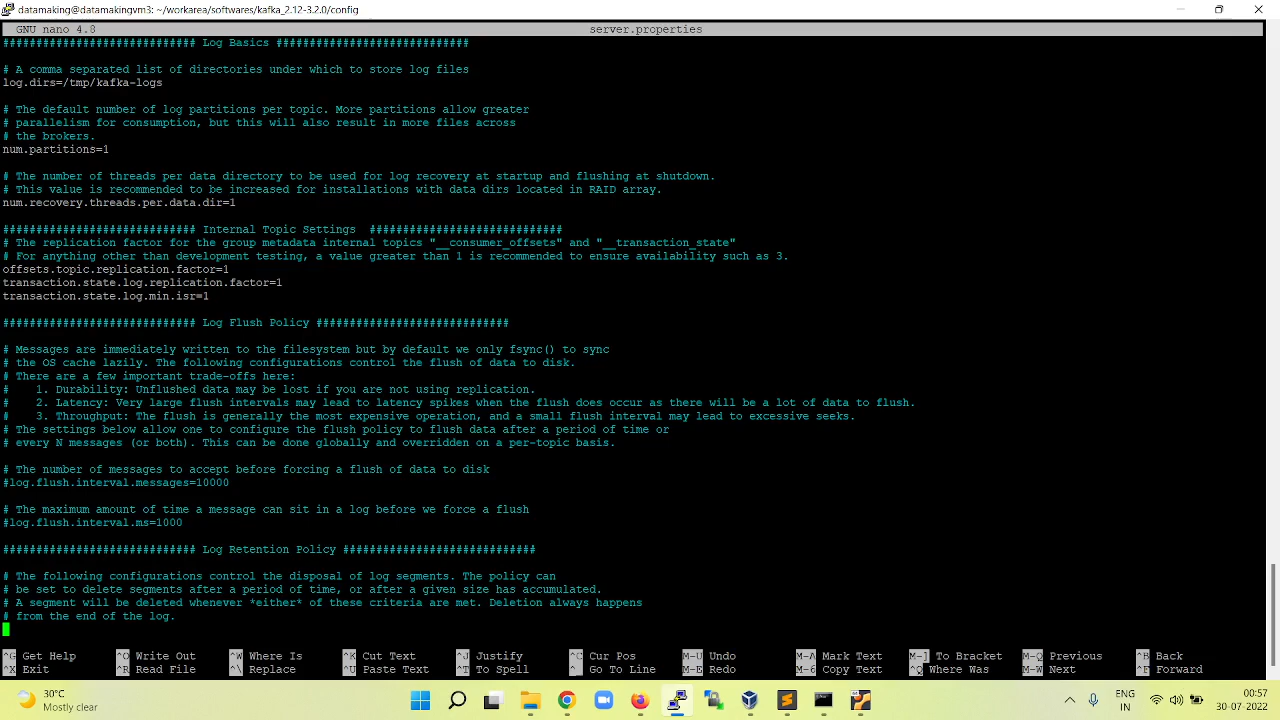 datamaking@datamakingvm3: ~/workarea/softwares/kafka_2.12-3.2.0/config
GNU nano 4.8 server.properties
############################# Log Basics #############################
# A comma separated list of directories under which to store log files
log.dirs=/tmp/kafka-logs
# The default number of log partitions per topic. More partitions allow greater
# parallelism for consumption, but this will also result in more files across
# the brokers.
num.partitions=1
# The number of threads per data directory to be used for log recovery at startup and flushing at shutdown.
# This value is recommended to be increased for installations with data dirs located in RAID array.
num.recovery.threads.per.data.dir=1
############################# Internal Topic Settings  #############################
# The replication factor for the group metadata internal topics "__consumer_offsets" and "__transaction_state"
# For anything other than development testing, a value greater than 1 is recommended to ensure availability such as 3.
offsets.topic.replication.factor=1
transaction.state.log.replication.factor=1
transaction.state.log.min.isr=1
############################# Log Flush Policy #############################
# Messages are immediately written to the filesystem but by default we only fsync() to sync
# the OS cache lazily. The following configurations control the flush of data to disk.
# There are a few important trade-offs here:
#    1. Durability: Unflushed data may be lost if you are not using replication.
#    2. Latency: Very large flush intervals may lead to latency spikes when the flush does occur as there will be a lot of data to flush.
#    3. Throughput: The flush is generally the most expensive operation, and a small flush interval may lead to excessive seeks.
# The settings below allow one to configure the flush policy to flush data after a period of time or
# every N messages (or both). This can be done globally and overridden on a per-topic basis.
# The number of messages to accept before forcing a flush of data to disk
#log.flush.interval.messages=10000
# The maximum amount of time a message can sit in a log before we force a flush
#log.flush.interval.ms=1000
############################# Log Retention Policy #############################
# The following configurations control the disposal of log segments. The policy can
# be set to delete segments after a period of time, or after a given size has accumulated.
# A segment will be deleted whenever *either* of these criteria are met. Deletion always happens
# from the end of the log.
^G Get Help ^O Write Out ^W Where Is ^K Cut Text ^J Justify ^C Cur Pos M-U Undo M-A Mark Text M-] To Bracket M-Q Previous ^B Back
^X Exit ^R Read File ^\ Replace ^U Paste Text ^T To Spell ^_ Go To Line M-E Redo M-6 Copy Text ^Q Where Was M-W Next ^F Forward
30°C
Mostly clear
ENG
IN
00:57
30-07-2022